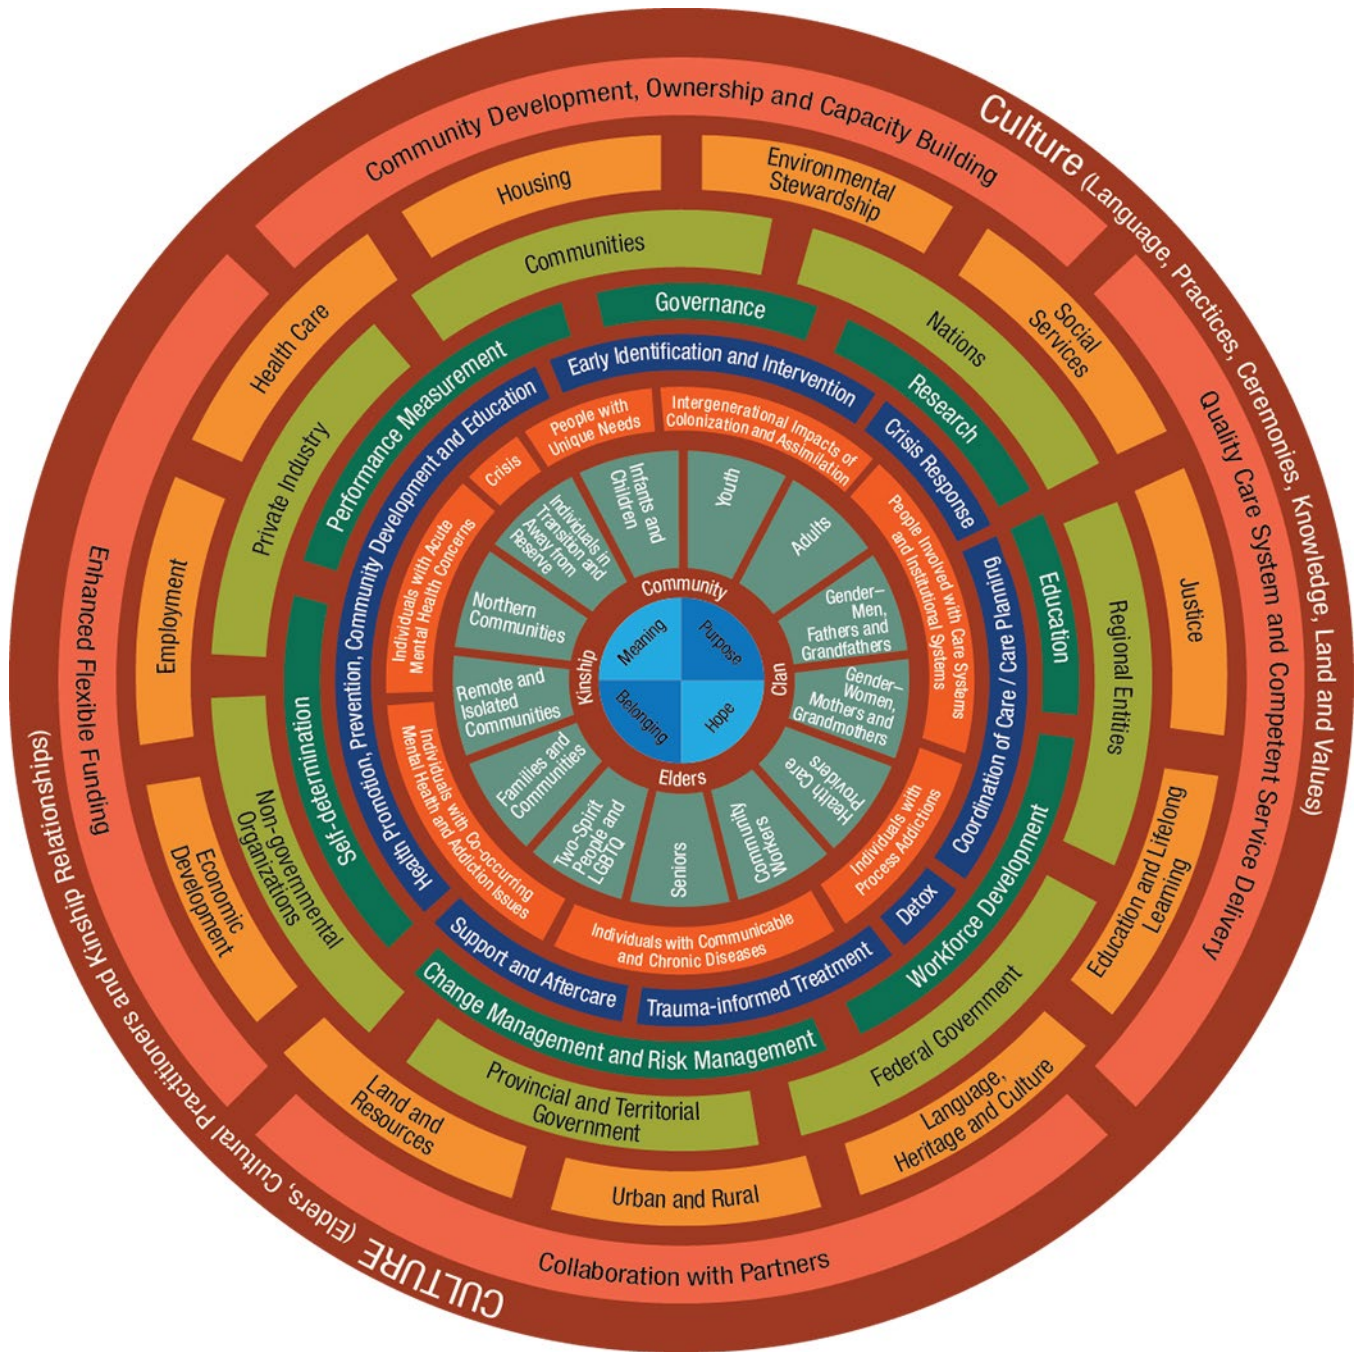 Culture (Language, Practices, Ceremonies, Knowledge, Land and Values)
CULTURE (Elders, Cultural Practitioners and Kinship Relationships)
Community Development, Ownership and Capacity Building
Quality Care System and Competent Service Delivery
Collaboration with Partners
Enhanced Flexible Funding
Housing
Environmental
Stewardship
Social
Services
Justice
Education and Lifelong
Learning
Language,
Heritage and Culture
Urban and Rural
Land and
Resources
Economic
Development
Employment
Health Care
Communities
Nations
Regional Entities
Federal Government
Provincial and Territorial
Government
Non-governmental
Organizations
Private Industry
Governance
Research
Education
Workforce Development
Change Management and Risk Management
Self-determination
Performance Measurement
Early Identification and Intervention
Crisis Response
Coordination of Care / Care Planning
Detox
Trauma-informed Treatment
Support and Aftercare
Health Promotion, Prevention, Community Development and Education
People with
Unique Needs
Intergenerational Impacts of
Colonization and Assimilation
People Involved with Care Systems
and Institutional Systems
Individuals with
Process Addictions
Individuals with Communicable
and Chronic Diseases
Individuals with Co-occurring
Mental Health and Addiction Issues
Individuals with Acute
Mental Health Concerns
Crisis
Infants and
Children
Youth
Adults
Gender–
Men,
Fathers and
Grandfathers
Gender–
Women,
Mothers and
Grandmothers
Health Care
Providers
Community
Workers
Seniors
Two-Spirit
People and
LGBTQ
Families and
Communities
Remote and
Isolated
Communities
Northern
Communities
Individuals in
Transition and
Away from
Reserve
Community
Clan
Elders
Kinship
Meaning
Purpose
Hope
Belonging